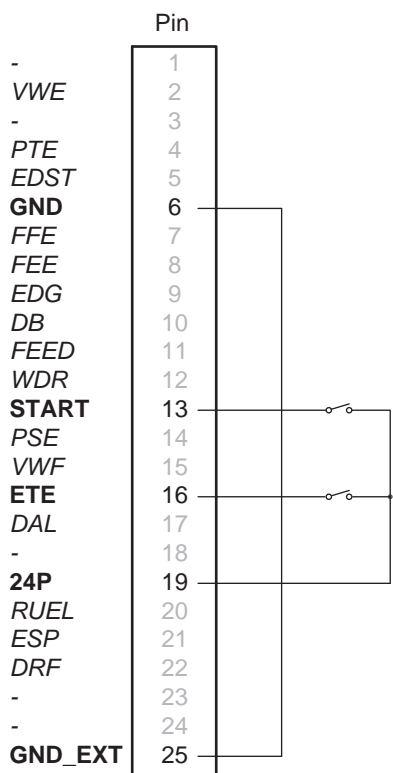 Pin
- 1
VWE 2
- 3
PTE 4
EDST 5
GND 6
FFE 7
FEE 8
EDG 9
DB 10
FEED 11
WDR 12
START 13
PSE 14
VWF 15
ETE 16
DAL 17
- 18
24P 19
RUEL 20
ESP 21
DRF 22
- 23
- 24
GND_EXT 25